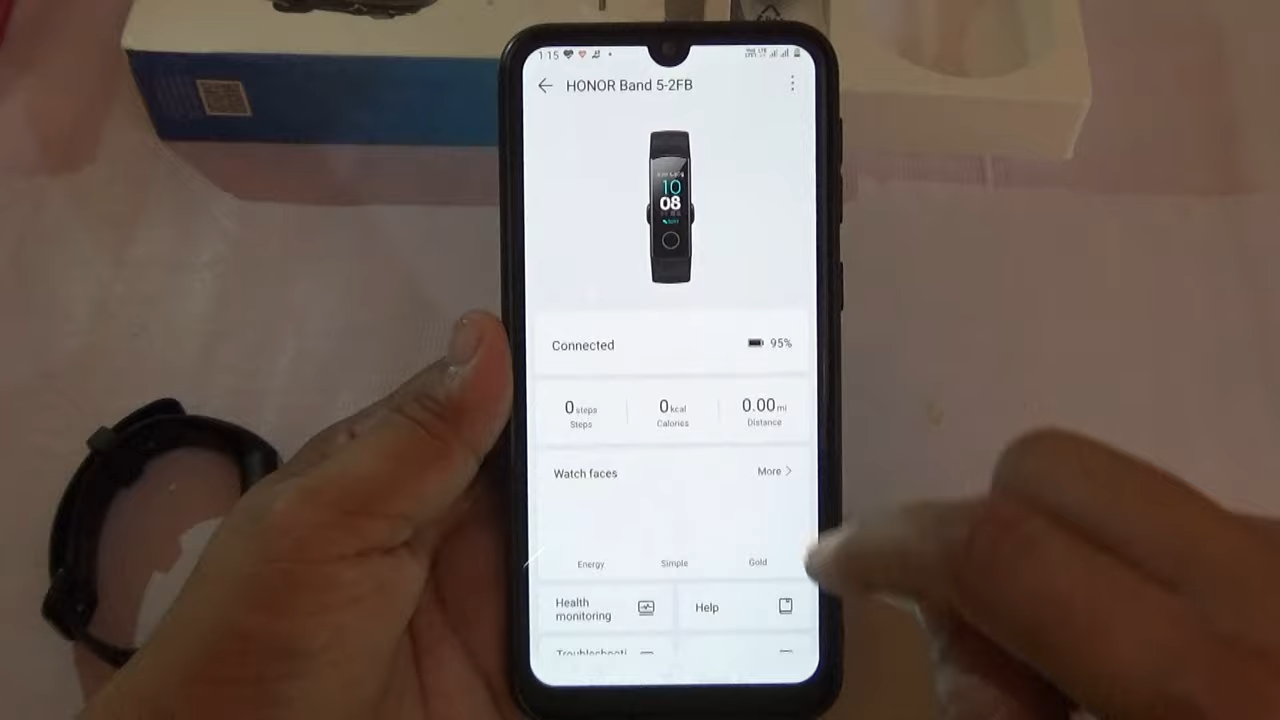 1 15
HONOR Band 5-2FB
10
08
Connected
95%
0 steps
0 kcal
0.00 mi
Steps
Calories
Distance
Watch faces
More >
Energy
Simple
Gold
Health
monitoring
Help